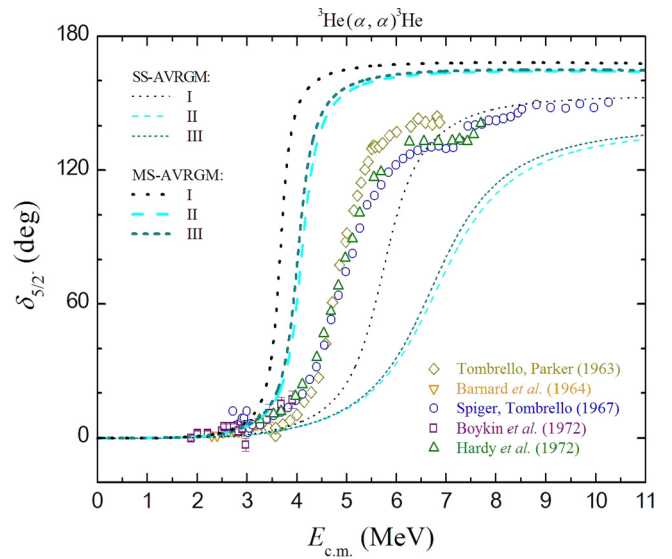 ³He(α, α)³He
180
120
60
0
δ5/2- ((deg)
SS-AVRGM:
I
II
III
MS-AVRGM:
I
II
III
Tombrello, Parker (1963)
Barnard et al. (1964)
Spiger, Tombrello (1967)
Boykin et al. (1972)
Hardy et al. (1972)
0 1 2 3 4 5 6 7 8 9 10 11
Ec.m. (MeV)